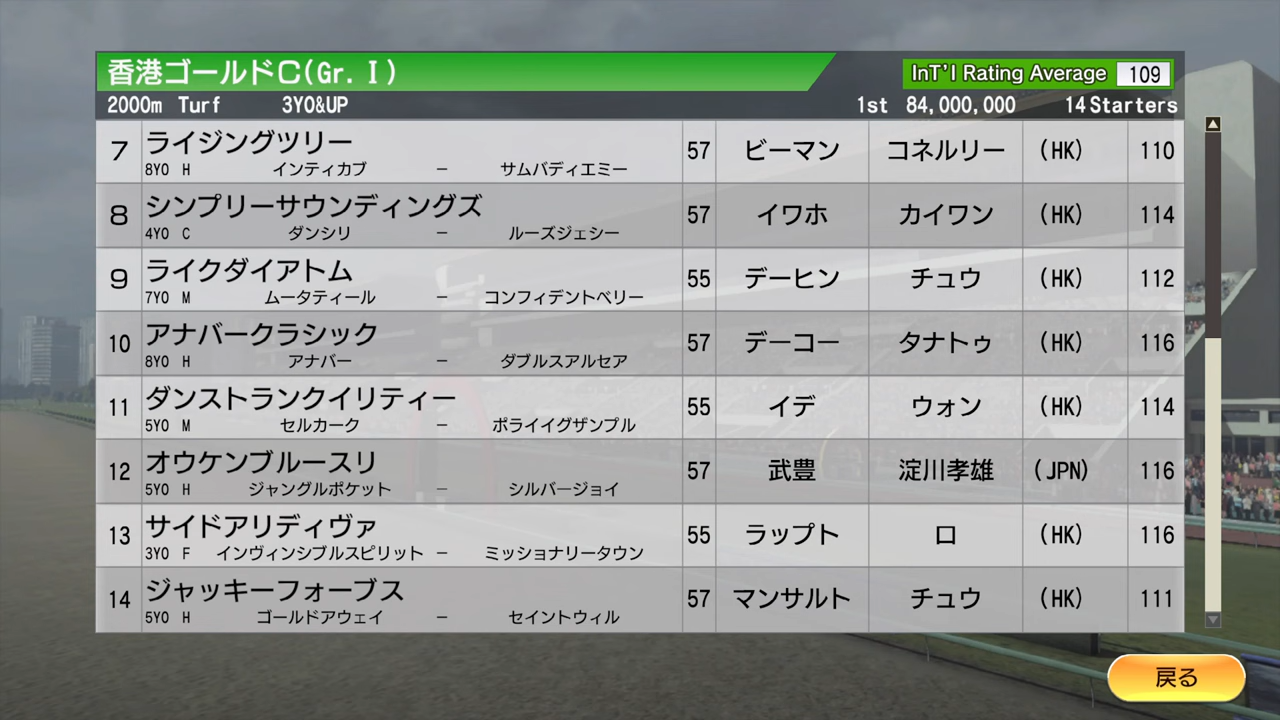 香港ゴールドC(Gr.Ⅰ)
InT'l Rating Average 109
2000m Turf 3YO&UP 1st 84,000,000 14Starters
7 ライジングツリー 57 ビーマン コネルリー (HK) 110
8YO H インティカブ － サムバディエミー
8 シンプリーサウンディングズ 57 イワホ カイワン (HK) 114
4YO C ダンシリ － ルーズジェシー
9 ライクダイアトム 55 デーヒン チュウ (HK) 112
7YO M ムータティール － コンフィデントベリー
10 アナバークラシック 57 デーコー タナトゥ (HK) 116
8YO H アナバー － ダブルスアルセア
11 ダンストランクイリティー 55 イデ ウォン (HK) 114
5YO M セルカーク － ポライイグザンプル
12 オウケンブルースリ 57 武豊 淀川孝雄 (JPN) 116
5YO H ジャングルポケット － シルバージョイ
13 サイドアリディヴァ 55 ラップト ロ (HK) 116
3YO F インヴィンシブルスピリット － ミッショナリータウン
14 ジャッキーフォーブス 57 マンサルト チュウ (HK) 111
5YO H ゴールドアウェイ － セイントウィル
戻る